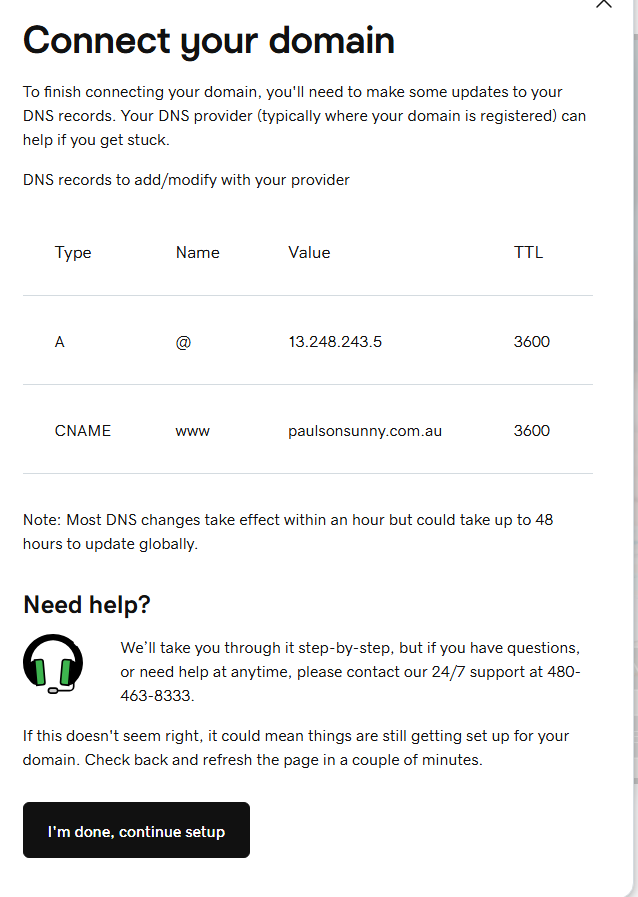 Connect your domain
To finish connecting your domain, you'll need to make some updates to your
DNS records. Your DNS provider (typically where your domain is registered) can
help if you get stuck.
DNS records to add/modify with your provider
Type Name Value TTL
A @ 13.248.243.5 3600
CNAME www paulsonsunny.com.au 3600
Note: Most DNS changes take effect within an hour but could take up to 48
hours to update globally.
Need help?
We’ll take you through it step-by-step, but if you have questions,
or need help at anytime, please contact our 24/7 support at 480-
463-8333.
If this doesn't seem right, it could mean things are still getting set up for your
domain. Check back and refresh the page in a couple of minutes.
I'm done, continue setup